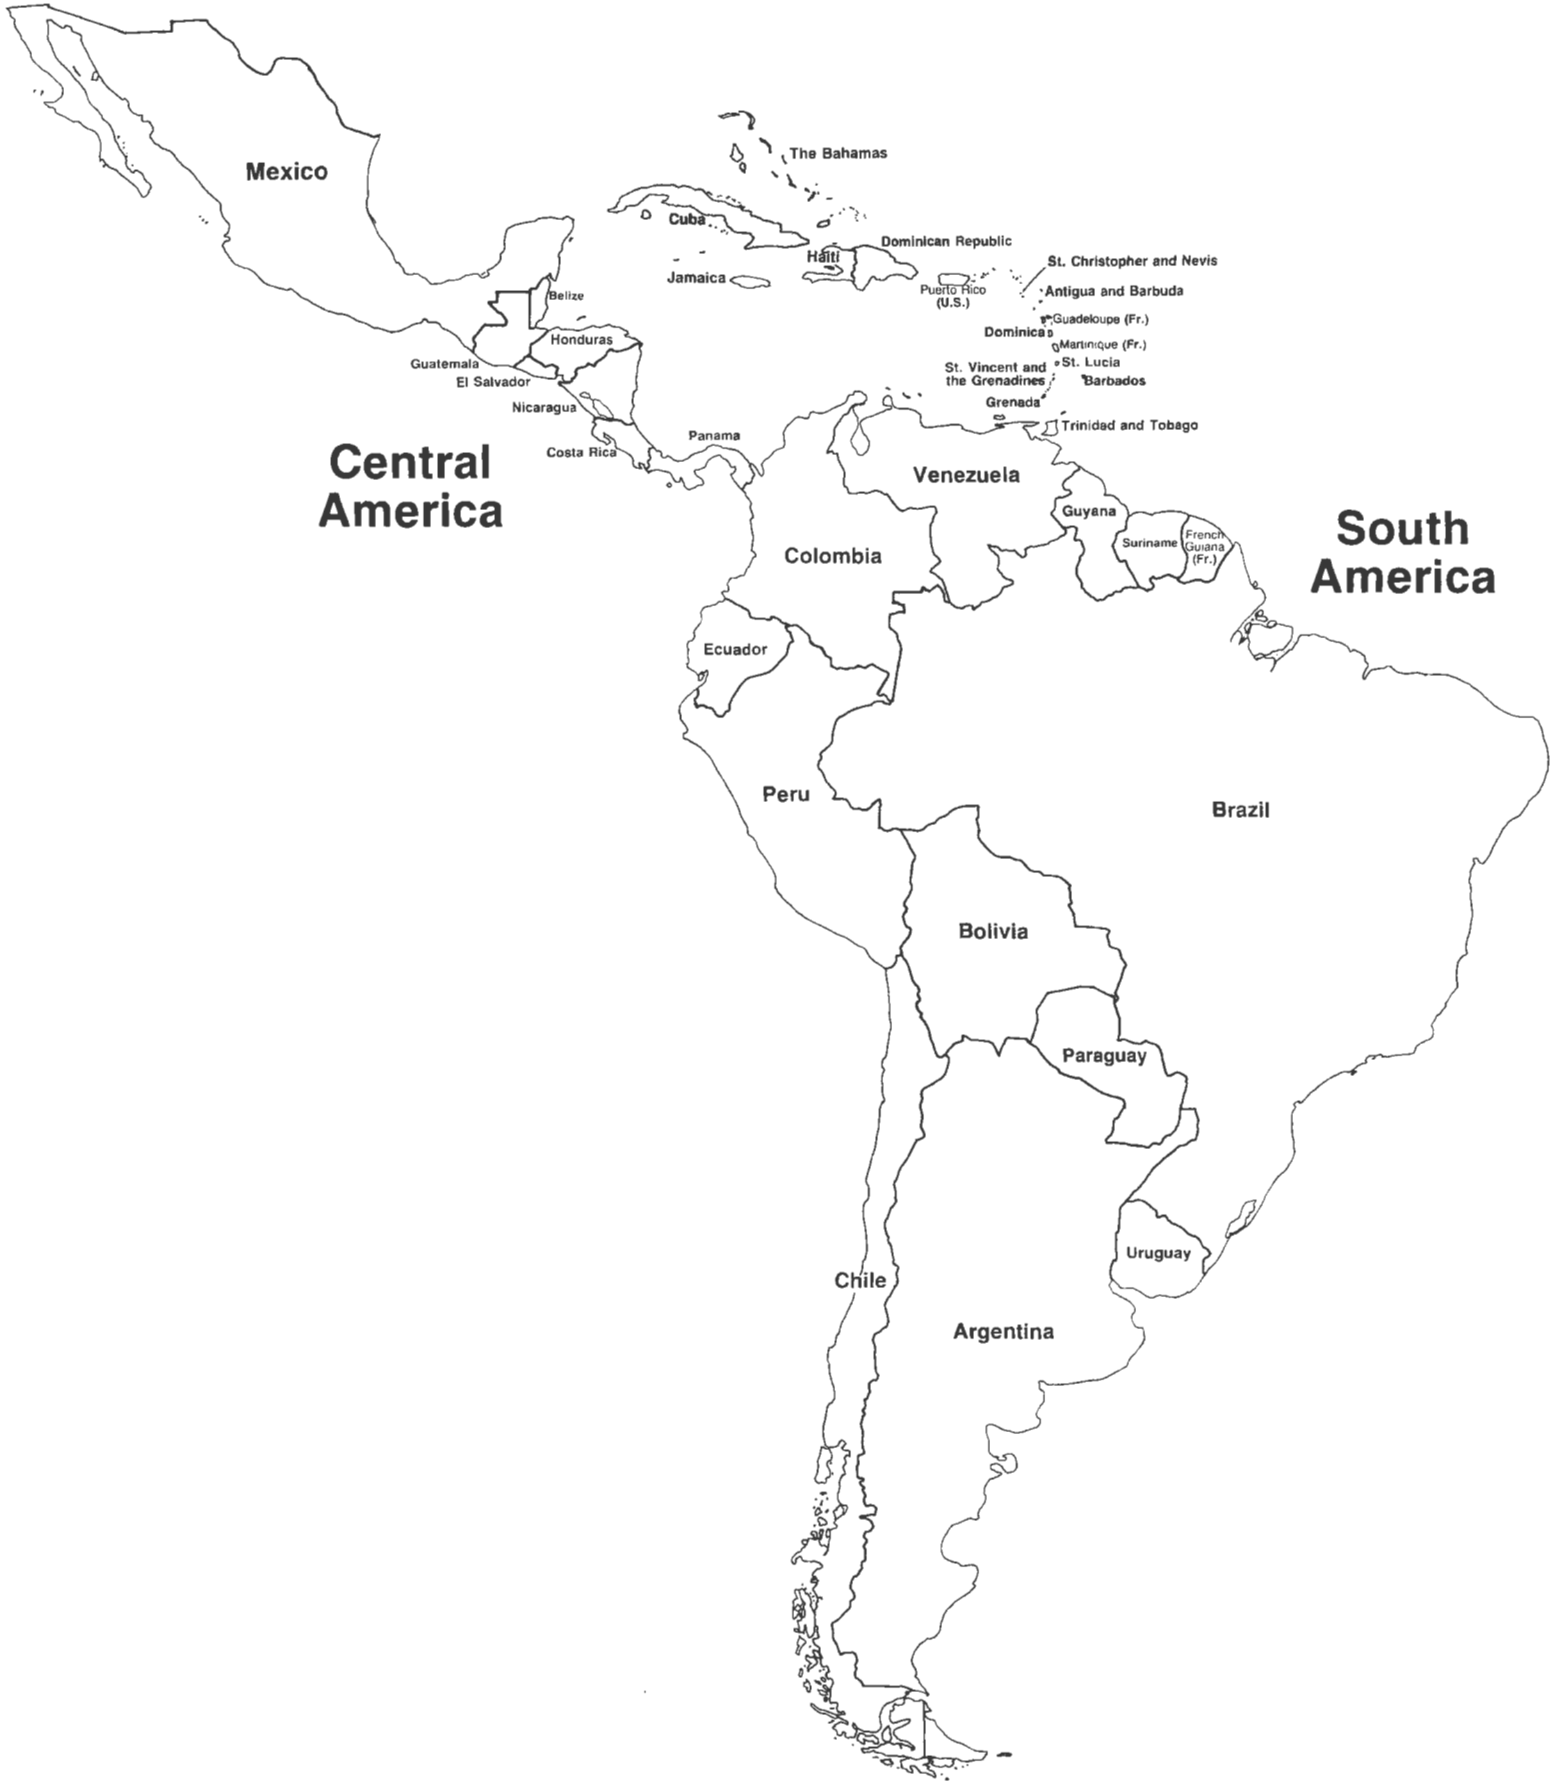 Mexico
The Bahamas
Cuba
Dominican Republic
Haiti
Jamaica
Puerto Rico
(U.S.)
St. Christopher and Nevis
Antigua and Barbuda
Guadeloupe (Fr.)
Dominica
Martinique (Fr.)
St. Lucia
St. Vincent and
the Grenadines
Barbados
Grenada
Trinidad and Tobago
Belize
Honduras
Guatemala
El Salvador
Nicaragua
Costa Rica
Panama
Central
America
Venezuela
Guyana
Suriname
French
Guiana
(Fr.)
South
America
Colombia
Ecuador
Peru
Brazil
Bolivia
Paraguay
Uruguay
Chile
Argentina